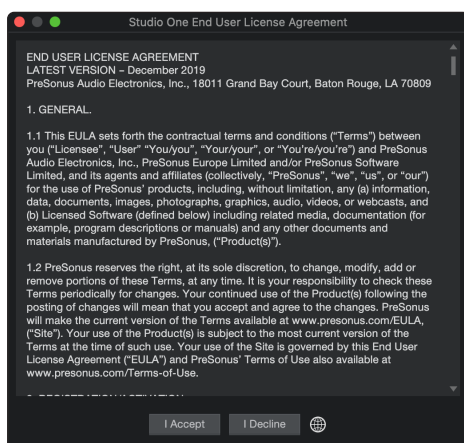 Studio One End User License Agreement
END USER LICENSE AGREEMENT
LATEST VERSION – December 2019
PreSonus Audio Electronics, Inc., 18011 Grand Bay Court, Baton Rouge, LA 70809
1. GENERAL.
1.1 This EULA sets forth the contractual terms and conditions (“Terms”) between
you (“Licensee”, “User” “You/you”, “Your/your”, or “You’re/you’re”) and PreSonus
Audio Electronics, Inc., PreSonus Europe Limited and/or PreSonus Software
Limited, and its agents and affiliates (collectively, “PreSonus”, “we”, “us”, or “our”)
for the use of PreSonus’ products, including, without limitation, any (a) information,
data, documents, images, photographs, graphics, audio, videos, or webcasts, and
(b) Licensed Software (defined below) including related media, documentation (for
example, program descriptions or manuals) and any other documents and
materials manufactured by PreSonus, (“Product(s)”).
1.2 PreSonus reserves the right, at its sole discretion, to change, modify, add or
remove portions of these Terms, at any time. It is your responsibility to check these
Terms periodically for changes. Your continued use of the Product(s) following the
posting of changes will mean that you accept and agree to the changes. PreSonus
will make the current version of the Terms available at www.presonus.com/EULA,
(“Site”). Your use of the Product(s) is subject to the most current version of the
Terms at the time of such use. Your use of the Site is governed by this End User
License Agreement (“EULA”) and PreSonus’ Terms of Use also available at
www.presonus.com/Terms-of-Use.
I Accept I Decline